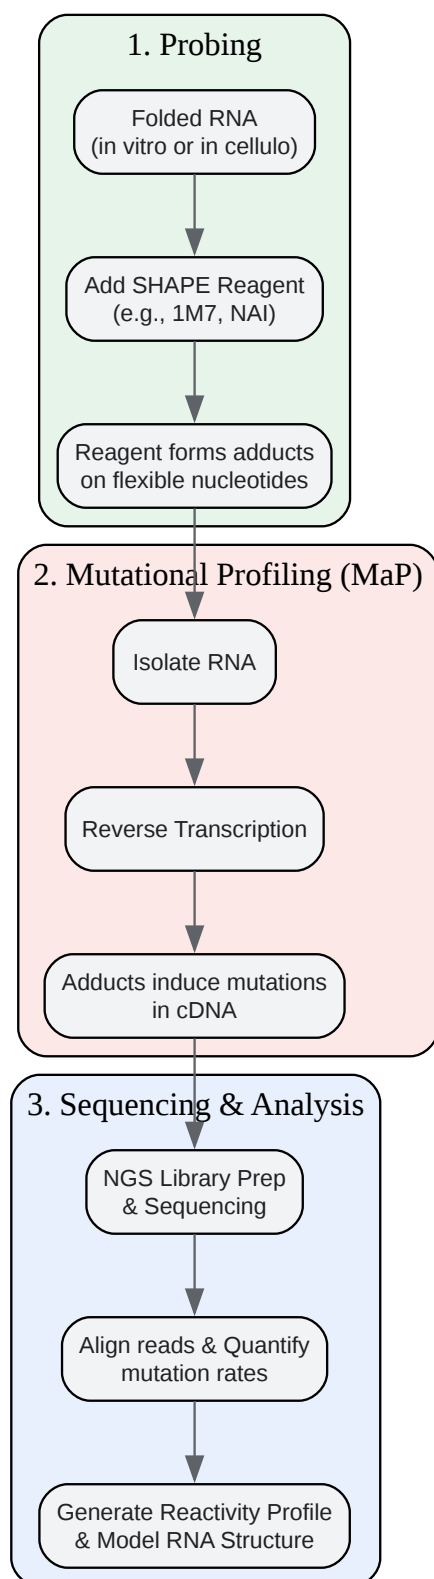 1. Probing
Folded RNA
(in vitro or in cellulo)
Add SHAPE Reagent
(e.g., 1M7, NAI)
Reagent forms adducts
on flexible nucleotides
2. Mutational Profiling (MaP)
Isolate RNA
Reverse Transcription
Adducts induce mutations
in cDNA
3. Sequencing & Analysis
NGS Library Prep
& Sequencing
Align reads & Quantify
mutation rates
Generate Reactivity Profile
& Model RNA Structure